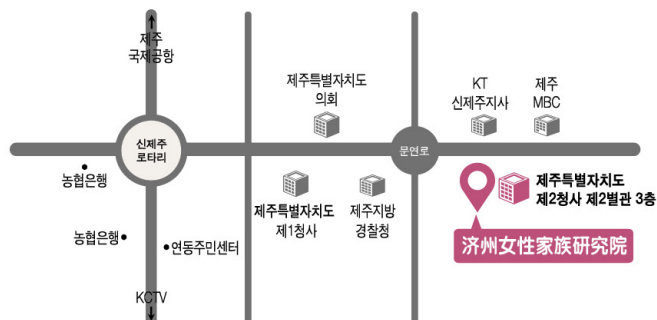 제주
국제공항
제주특별자치도
의회
KT
신제주지사
제주
MBC
신제주
로타리
문연로
농협은행
제주특별자치도
제1청사
제주지방
경찰청
제주특별자치도
제2청사 제2별관 3층
농협은행
연동주민센터
济州女性家族研究院
KCTV